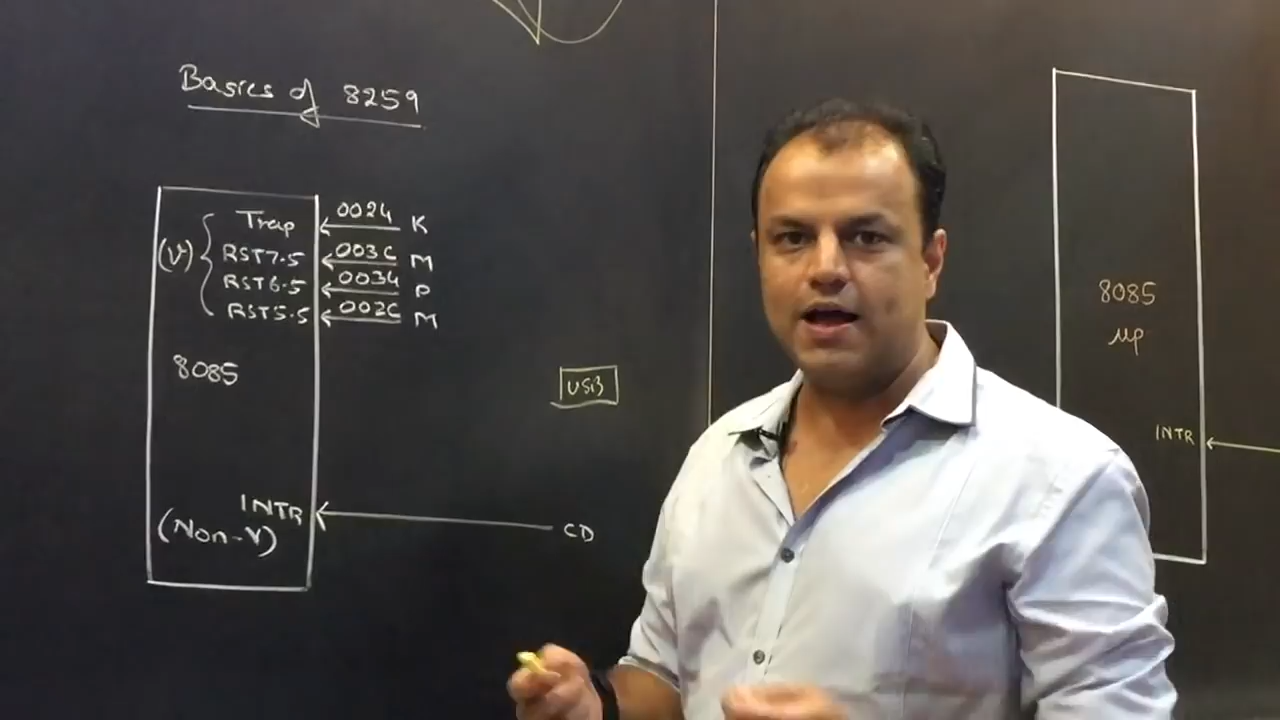 Basics of 8259
(V) Trap 0024 K
RST7.5 003C M
RST6.5 0034 P
RST5.5 002C M
8085
USB
INTR CD
(Non-V)
8085
μp
INTR